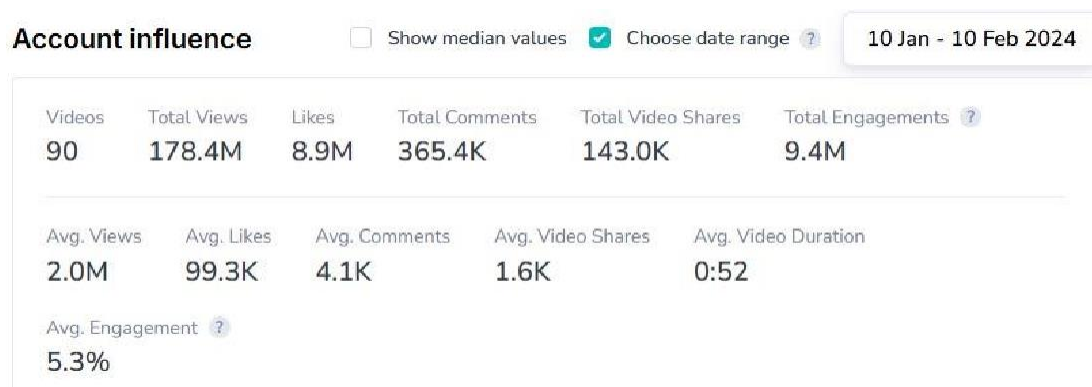 Account influence Show median values Choose date range ? 10 Jan - 10 Feb 2024
Videos Total Views Likes Total Comments Total Video Shares Total Engagements ?
90 178.4M 8.9M 365.4K 143.0K 9.4M
Avg. Views Avg. Likes Avg. Comments Avg. Video Shares Avg. Video Duration
2.0M 99.3K 4.1K 1.6K 0:52
Avg. Engagement ?
5.3%